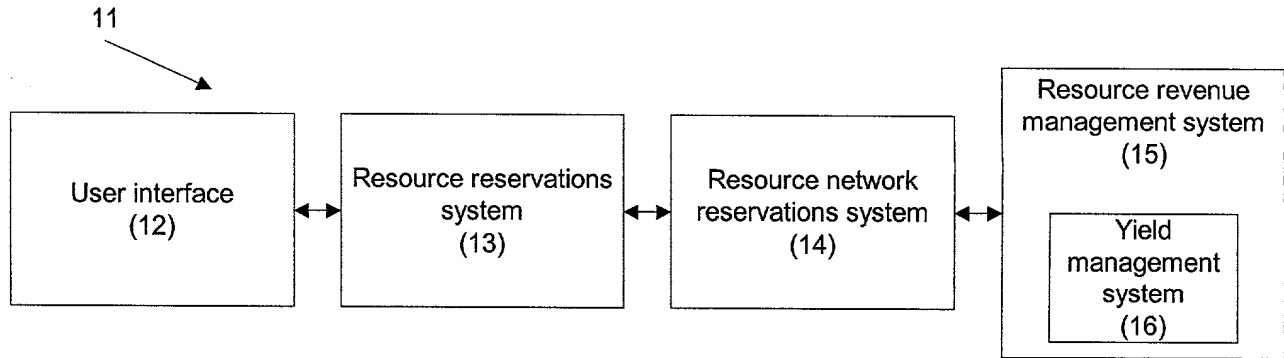 11
User interface
(12)
Resource reservations
system
(13)
Resource network
reservations system
(14)
Resource revenue
management system
(15)
Yield
management
system
(16)